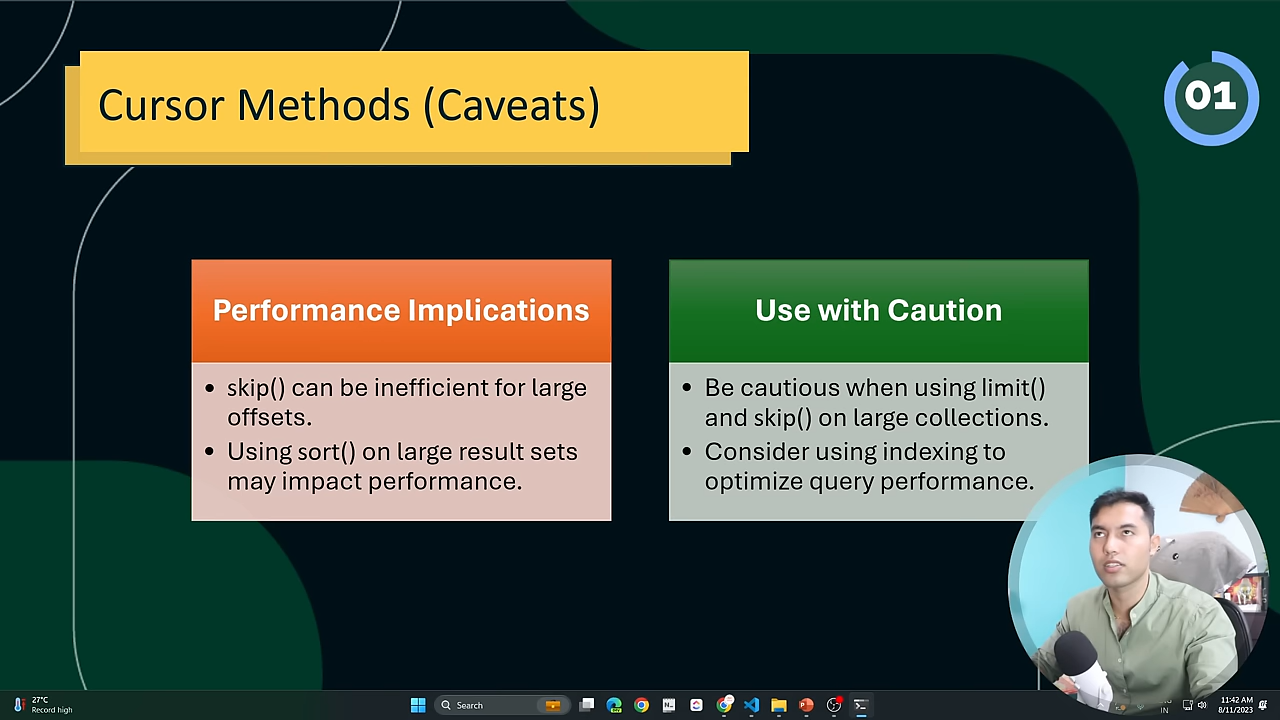 Cursor Methods (Caveats)
01
Performance Implications
• skip() can be inefficient for large
offsets.
• Using sort() on large result sets
may impact performance.
Use with Caution
• Be cautious when using limit()
and skip() on large collections.
• Consider using indexing to
optimize query performance.
27°C
Record high
Search
IN
11:42 AM
8/11/2023